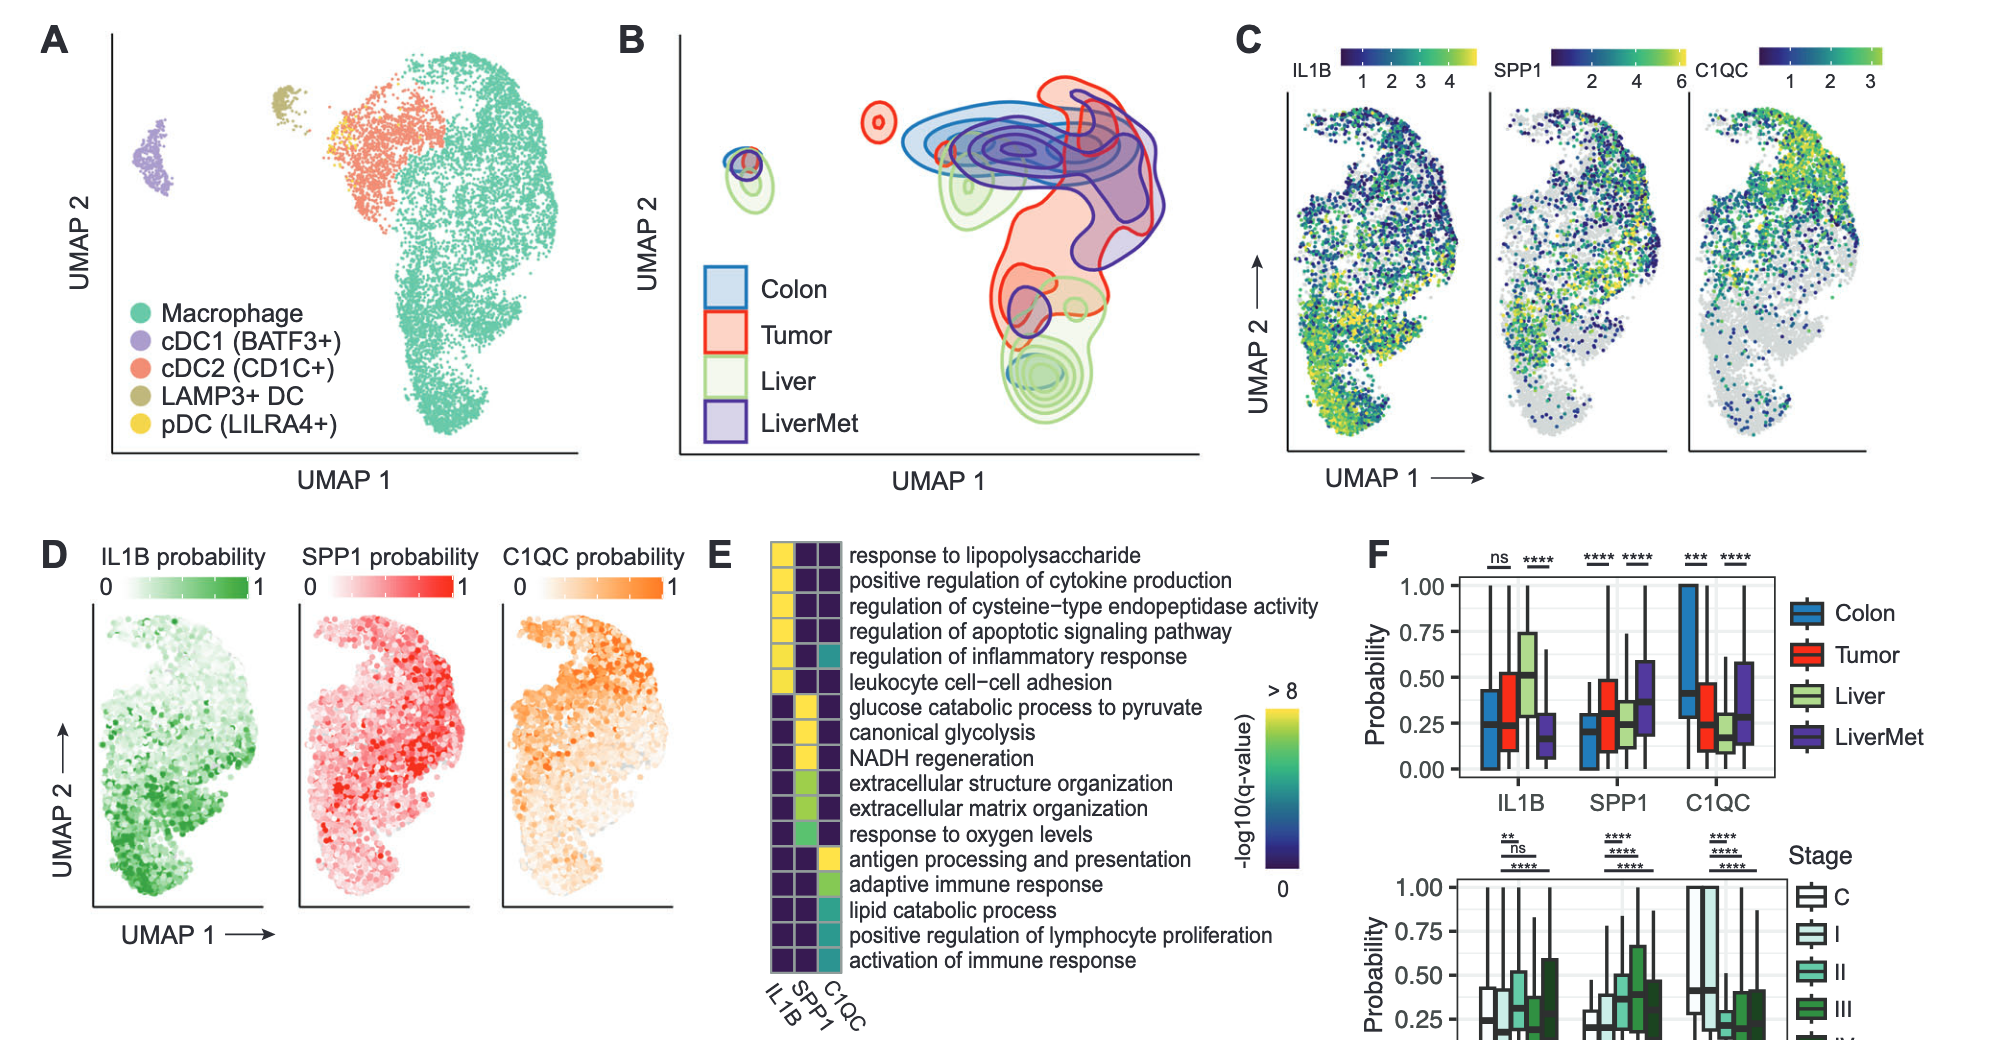 A
UMAP 2
UMAP 1
Macrophage
cDC1 (BATF3+)
cDC2 (CD1C+)
LAMP3+ DC
pDC (LILRA4+)
B
UMAP 2
UMAP 1
Colon
Tumor
Liver
LiverMet
C
IL1B
1 2 3 4
SPP1
2 4 6
C1QC
1 2 3
UMAP 2
UMAP 1
D
IL1B probability
0 1
SPP1 probability
0 1
C1QC probability
0 1
UMAP 2
UMAP 1
E
response to lipopolysaccharide
positive regulation of cytokine production
regulation of cysteine−type endopeptidase activity
regulation of apoptotic signaling pathway
regulation of inflammatory response
leukocyte cell−cell adhesion
glucose catabolic process to pyruvate
canonical glycolysis
NADH regeneration
extracellular structure organization
extracellular matrix organization
response to oxygen levels
antigen processing and presentation
adaptive immune response
lipid catabolic process
positive regulation of lymphocyte proliferation
activation of immune response
IL1B
SPP1
C1QC
> 8
-log10(q-value)
0
F
ns **** **** **** *** ****
1.00
0.75
0.50
0.25
0.00
Probability
IL1B SPP1 C1QC
Colon
Tumor
Liver
LiverMet
** **** ****
ns **** ****
**** **** ****
1.00
0.75
0.50
0.25
Probability
Stage
C
I
II
III